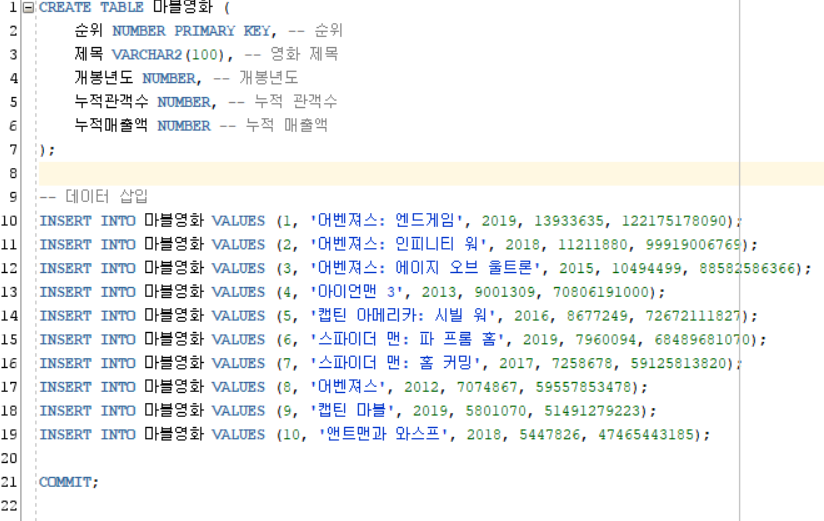 1 CREATE TABLE 마블영화 (
2 순위 NUMBER PRIMARY KEY, -- 순위
3 제목 VARCHAR2(100), -- 영화 제목
4 개봉년도 NUMBER, -- 개봉년도
5 누적관객수 NUMBER, -- 누적 관객수
6 누적매출액 NUMBER -- 누적 매출액
7 );
8
9 -- 데이터 삽입
10 INSERT INTO 마블영화 VALUES (1, '어벤져스: 엔드게임', 2019, 13933635, 122175178090);
11 INSERT INTO 마블영화 VALUES (2, '어벤져스: 인피니티 워', 2018, 11211880, 99919006769);
12 INSERT INTO 마블영화 VALUES (3, '어벤져스: 에이지 오브 울트론', 2015, 10494499, 88582586366);
13 INSERT INTO 마블영화 VALUES (4, '아이언맨 3', 2013, 9001309, 70806191000);
14 INSERT INTO 마블영화 VALUES (5, '캡틴 아메리카: 시빌 워', 2016, 8677249, 72672111827);
15 INSERT INTO 마블영화 VALUES (6, '스파이더 맨: 파 프롬 홈', 2019, 7960094, 68489681070);
16 INSERT INTO 마블영화 VALUES (7, '스파이더 맨: 홈 커밍', 2017, 7258678, 59125813820);
17 INSERT INTO 마블영화 VALUES (8, '어벤져스', 2012, 7074867, 59557853478);
18 INSERT INTO 마블영화 VALUES (9, '캡틴 마블', 2019, 5801070, 51491279223);
19 INSERT INTO 마블영화 VALUES (10, '앤트맨과 와스프', 2018, 5447826, 47465443185);
20
21 COMMIT;
22